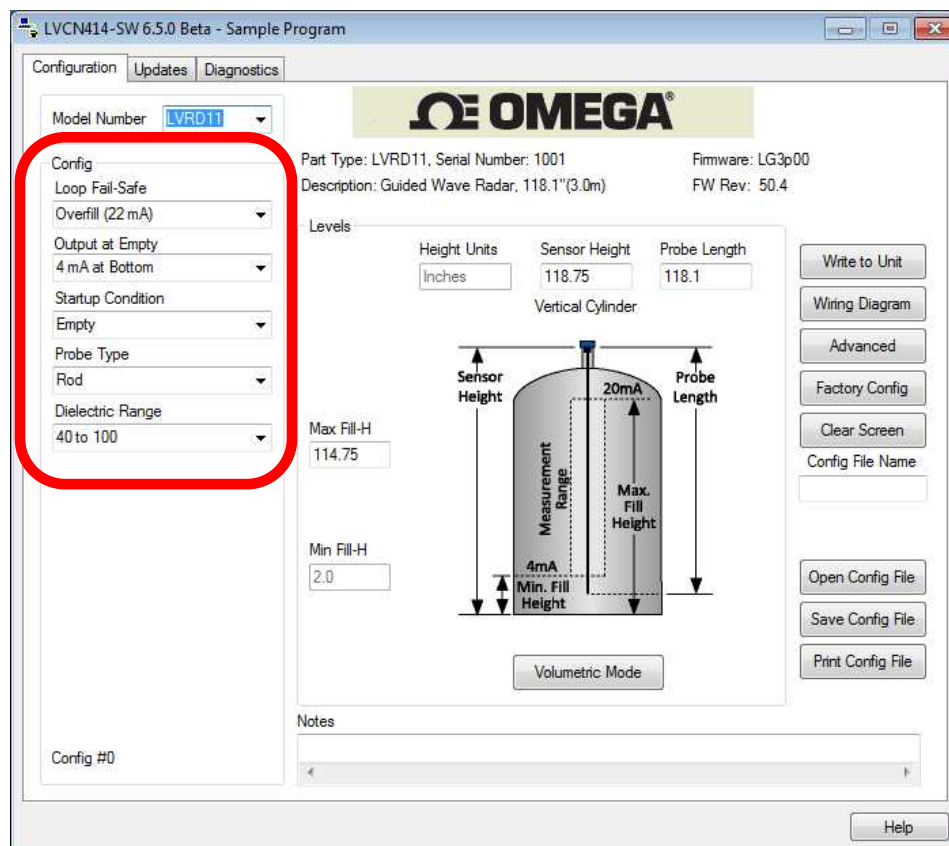 LVCN414-SW 6.5.0 Beta - Sample Program
Configuration Updates Diagnostics
Model Number LVRD11
Config
Loop Fail-Safe
Overfill (22 mA)
Output at Empty
4 mA at Bottom
Startup Condition
Empty
Probe Type
Rod
Dielectric Range
40 to 100
Config #0
OMEGA®
Part Type: LVRD11, Serial Number: 1001
Firmware: LG3p00
Description: Guided Wave Radar, 118.1"(3.0m)
FW Rev: 50.4
Levels
Height Units
Inches
Sensor Height
118.75
Probe Length
118.1
Vertical Cylinder
Sensor
Height
20mA
Probe
Length
Max Fill-H
114.75
Measurement
Range
Max.
Fill
Height
Min Fill-H
2.0
4mA
Min. Fill
Height
Volumetric Mode
Write to Unit
Wiring Diagram
Advanced
Factory Config
Clear Screen
Config File Name
Open Config File
Save Config File
Print Config File
Notes
Help